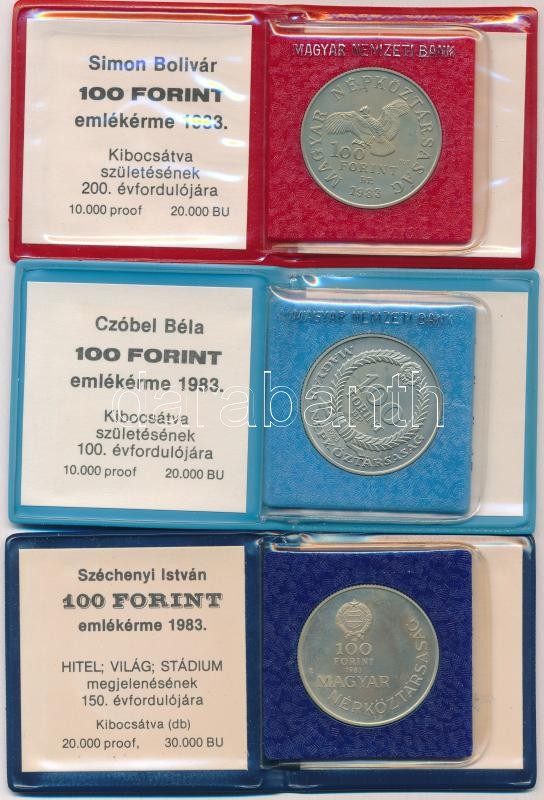 Simon Bolivár
100 FORINT
emlékérme 1983.
Kibocsátva
születésének
200. évfordulójára
10.000 proof 20.000 BU
MAGYAR NEMZETI BANK
MAGYAR NÉPKÖZTÁRSASÁG
100
FORINT
BP.
1983
Czóbel Béla
100 FORINT
emlékérme 1983.
Kibocsátva
születésének
100. évfordulójára
10.000 proof 20.000 BU
MAGYAR NEMZETI BANK
darabanth
Széchenyi István
100 FORINT
emlékérme 1983.
HITEL; VILÁG; STÁDIUM
megjelenésének
150. évfordulójára
Kibocsátva (db)
20.000 proof, 30.000 BU
100
FORINT
1983
MAGYAR
NÉPKÖZTÁRSASÁG